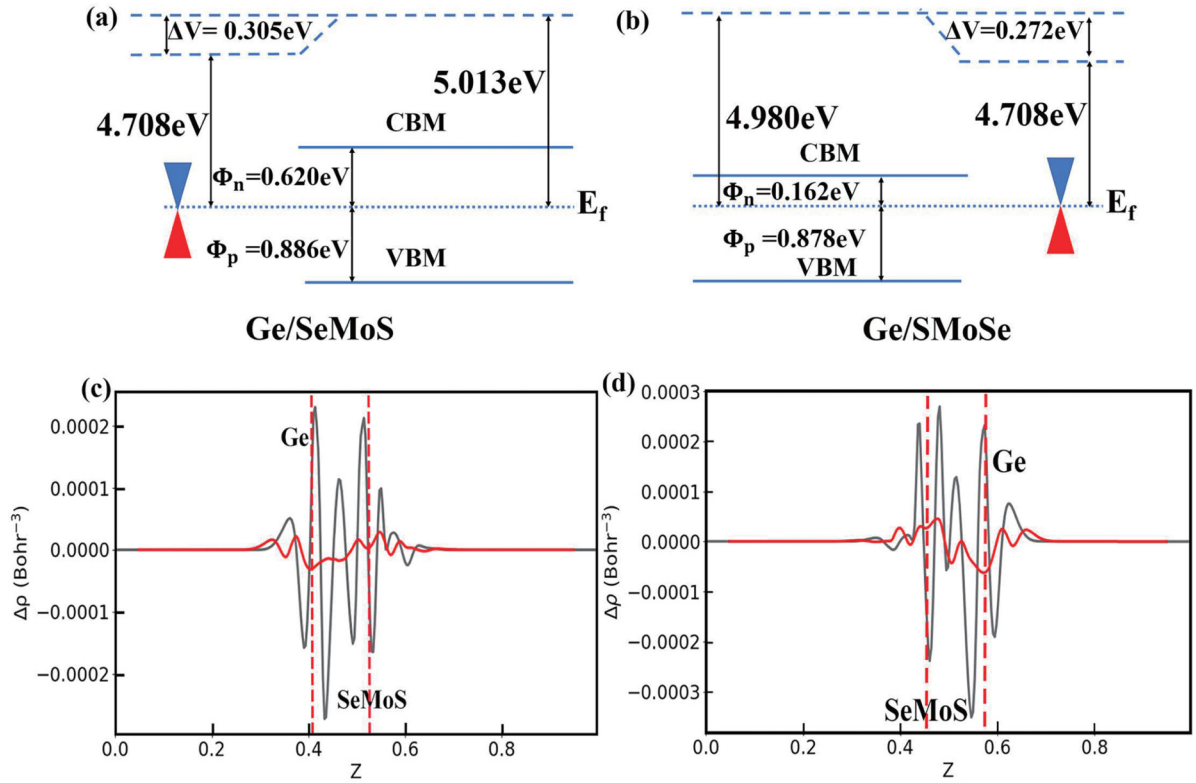 (a)
ΔV= 0.305eV
5.013eV
4.708eV
CBM
Φn=0.620eV
Ef
Φp =0.886eV
VBM
Ge/SeMoS
(b)
ΔV=0.272eV
4.980eV
4.708eV
CBM
Φn=0.162eV
Φp =0.878eV
VBM
Ge/SMoSe
(c)
Δρ (Bohr⁻³)
0.0002
0.0001
0.0000
−0.0001
−0.0002
Ge
SeMoS
0.0
0.2
0.4
0.6
0.8
Z
(d)
Δρ (Bohr⁻³)
0.0003
0.0002
0.0001
0.0000
−0.0001
−0.0002
−0.0003
Ge
SeMoS
0.0
0.2
0.4
0.6
0.8
Z